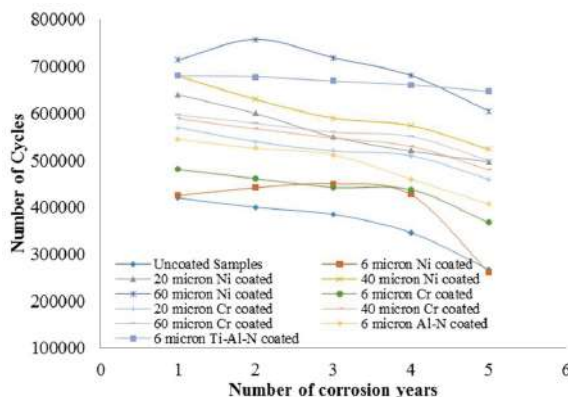 800000
700000
600000
500000
400000
300000
200000
100000
Number of Cycles
Uncoated Samples 6 micron Ni coated
20 micron Ni coated 40 micron Ni coated
60 micron Ni coated 6 micron Cr coated
20 micron Cr coated 40 micron Cr coated
60 micron Cr coated 6 micron Al-N coated
6 micron Ti-Al-N coated
0 1 2 3 4 5 6
Number of corrosion years